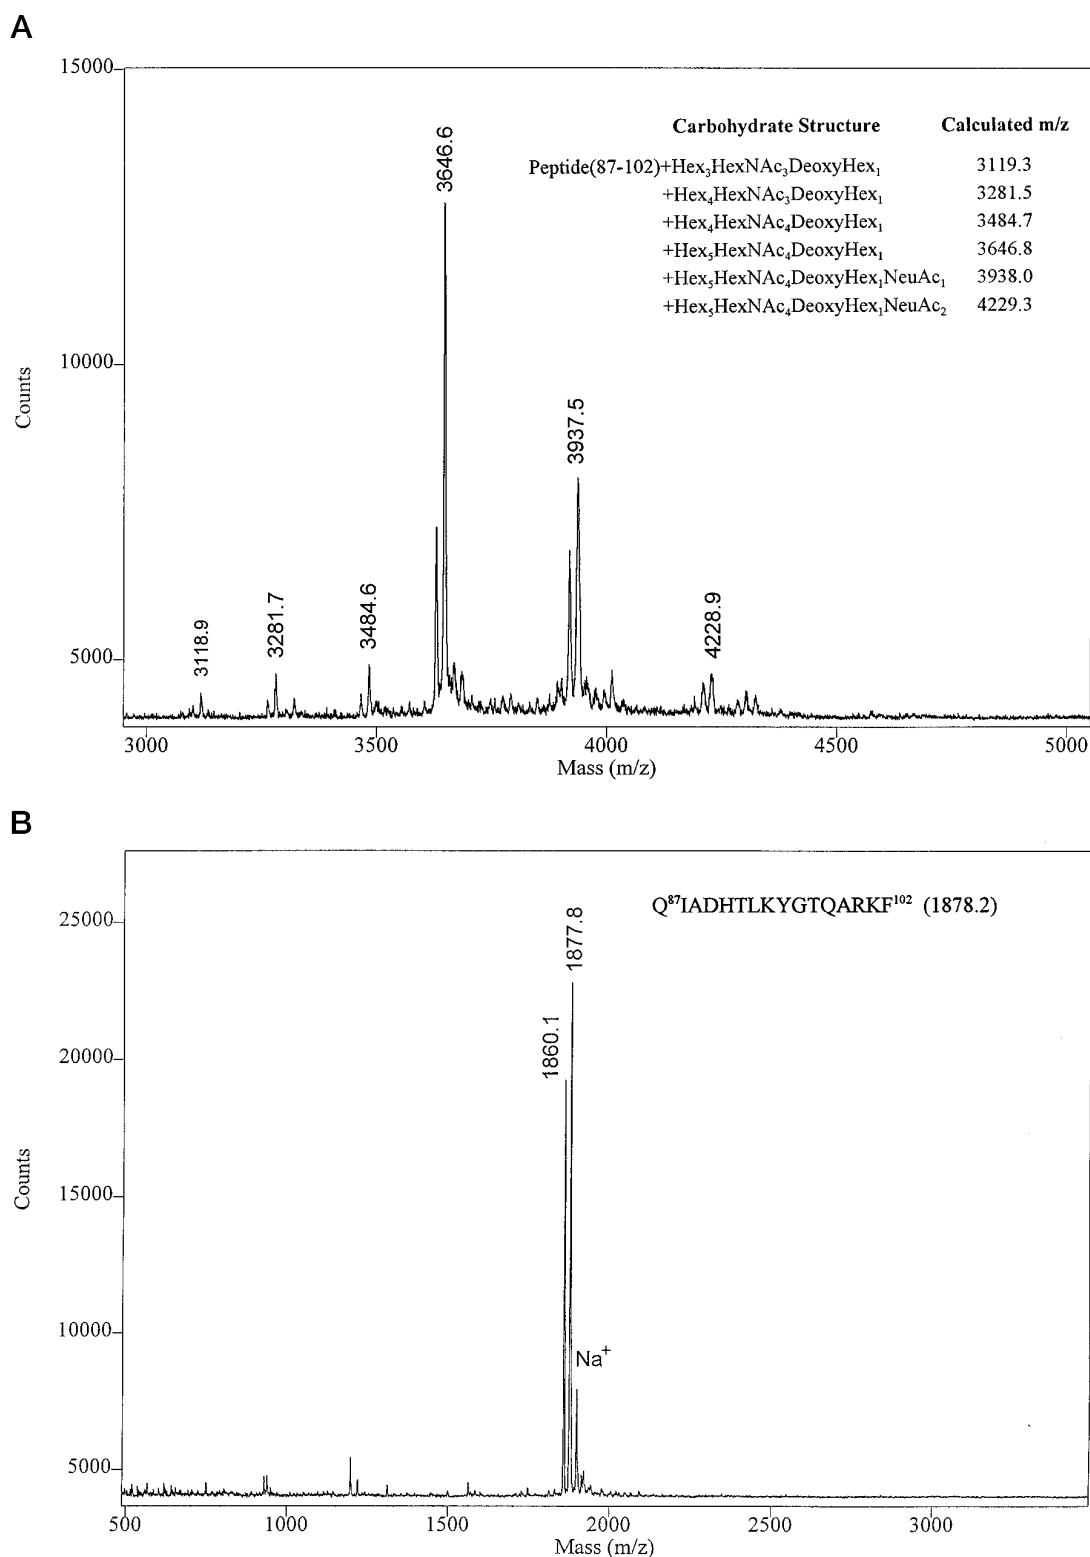 A
15000
10000
5000
Counts
3118.9
3281.7
3484.6
3646.6
3937.5
4228.9
Carbohydrate Structure Calculated m/z
Peptide(87-102)+Hex₃HexNAc₃DeoxyHex₁ 3119.3
+Hex₄HexNAc₃DeoxyHex₁ 3281.5
+Hex₄HexNAc₄DeoxyHex₁ 3484.7
+Hex₅HexNAc₄DeoxyHex₁ 3646.8
+Hex₅HexNAc₄DeoxyHex₁NeuAc₁ 3938.0
+Hex₅HexNAc₄DeoxyHex₁NeuAc₂ 4229.3
3000 3500 4000 4500 5000
Mass (m/z)
B
25000
20000
15000
10000
5000
Counts
1860.1
1877.8
Na⁺
Q⁸⁷IADHTLKYGTQARKF¹⁰² (1878.2)
500 1000 1500 2000 2500 3000
Mass (m/z)